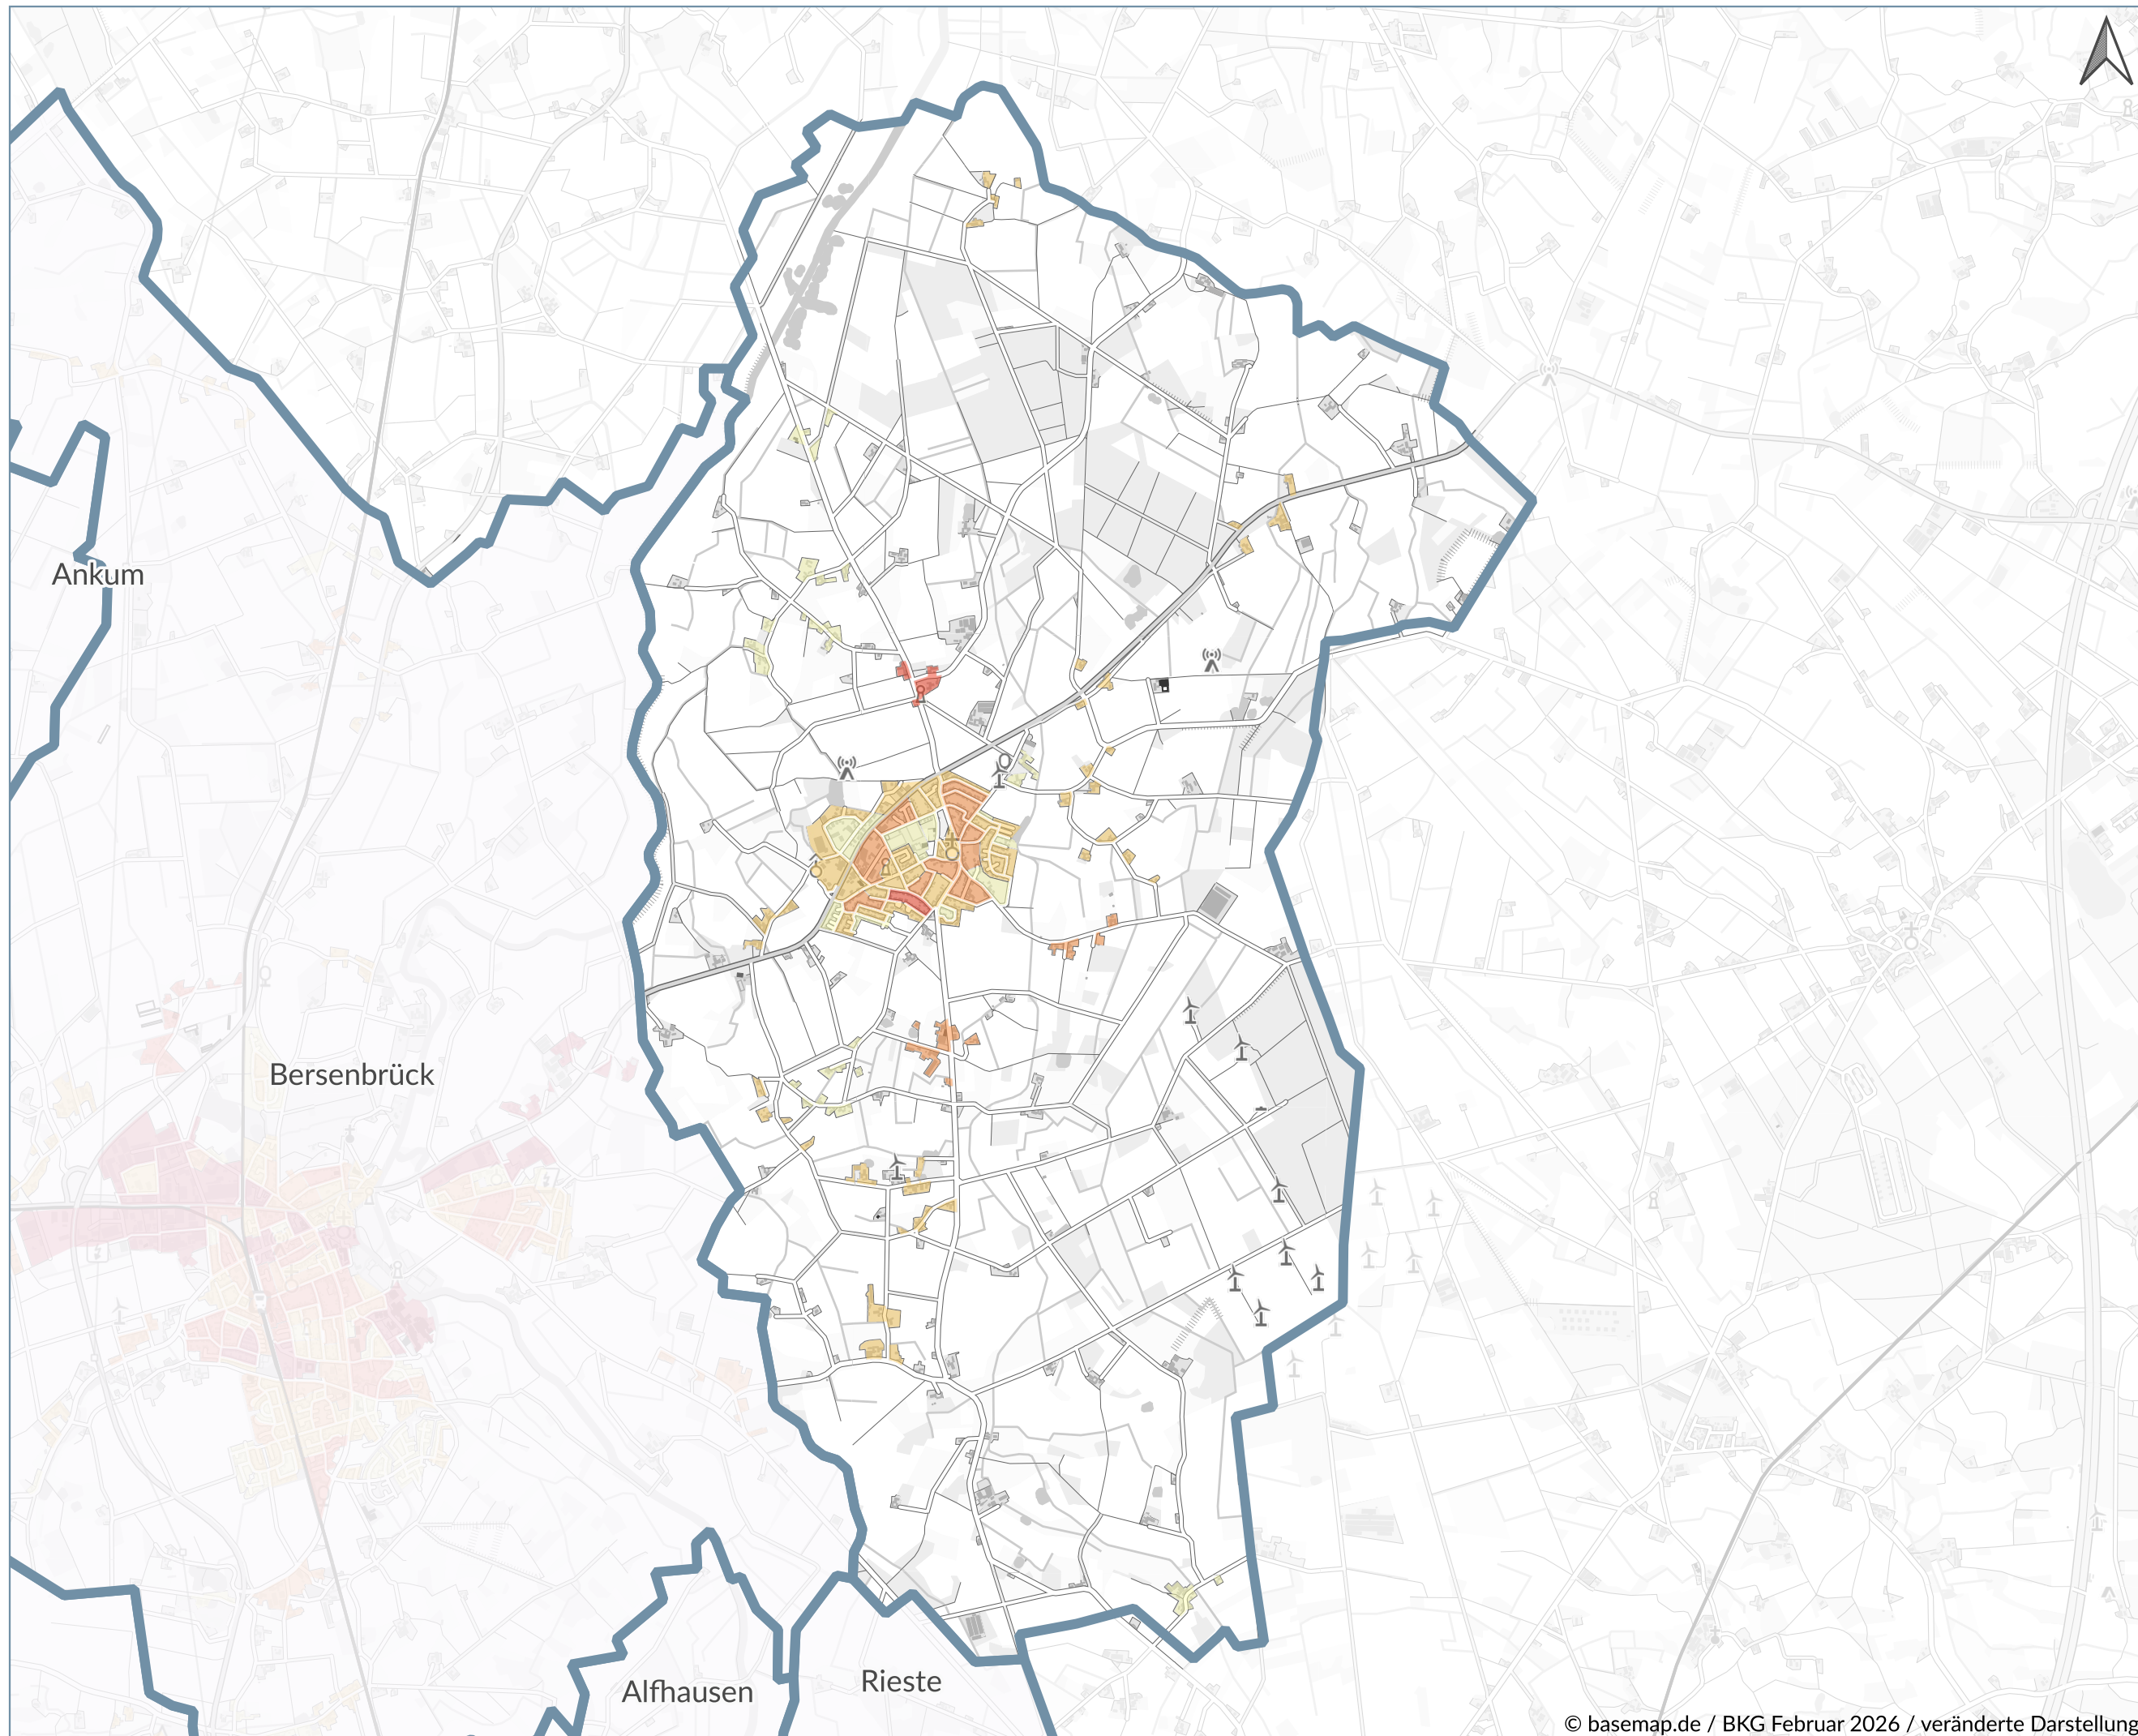 Ankum
Bersenbrück
Alfhausen
Rieste
© basemap.de / BKG Februar 2026 / veränderte Darstellung